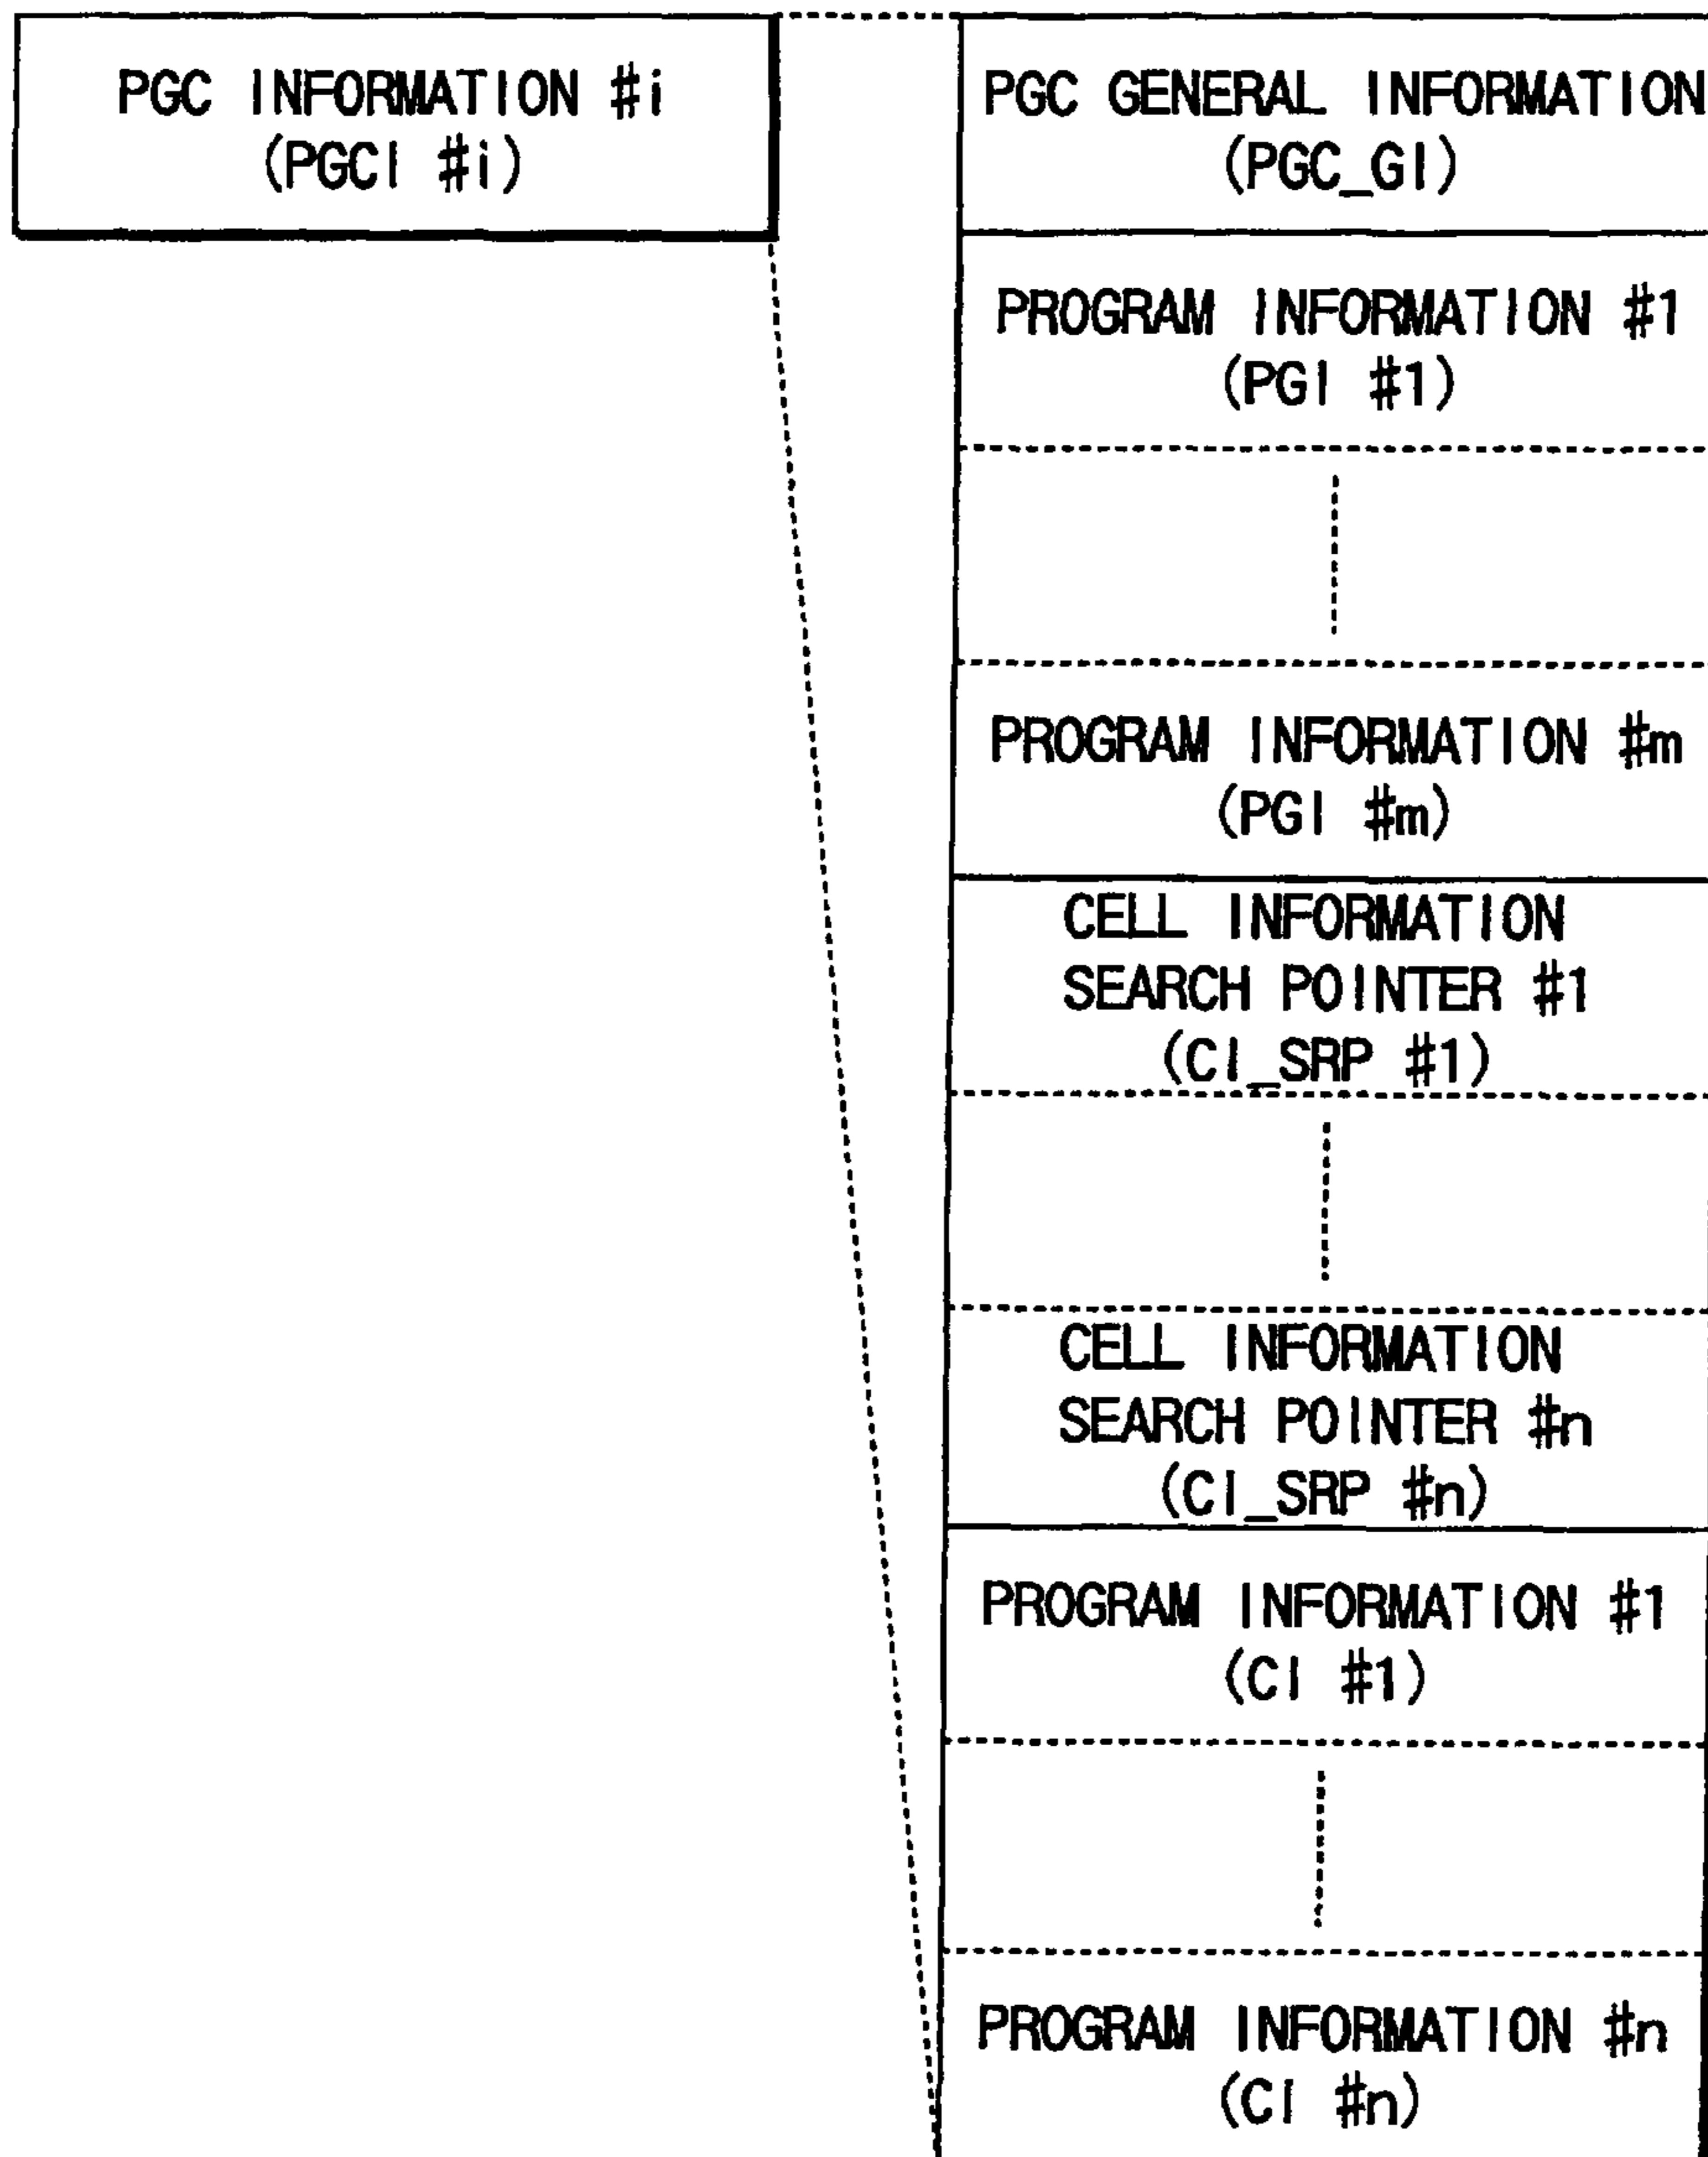 PGC INFORMATION #i
(PGCI #i)
PGC GENERAL INFORMATION
(PGC_GI)
PROGRAM INFORMATION #1
(PGI #1)
PROGRAM INFORMATION #m
(PGI #m)
CELL INFORMATION
SEARCH POINTER #1
(CI_SRP #1)
CELL INFORMATION
SEARCH POINTER #n
(CI_SRP #n)
PROGRAM INFORMATION #1
(CI #1)
PROGRAM INFORMATION #n
(CI #n)